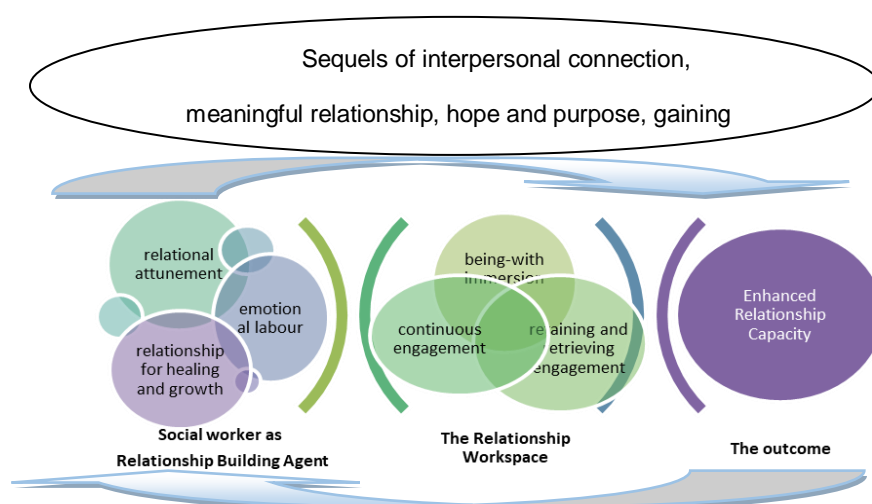 Sequels of interpersonal connection,
meaningful relationship, hope and purpose, gaining
relational
attunement
emotion
al labour
relationship
for healing
and growth
Social worker as
Relationship Building Agent
being-with
immersion
continuous
engagement
retaining and
retrieving
engagement
The Relationship
Workspace
Enhanced
Relationship
Capacity
The outcome